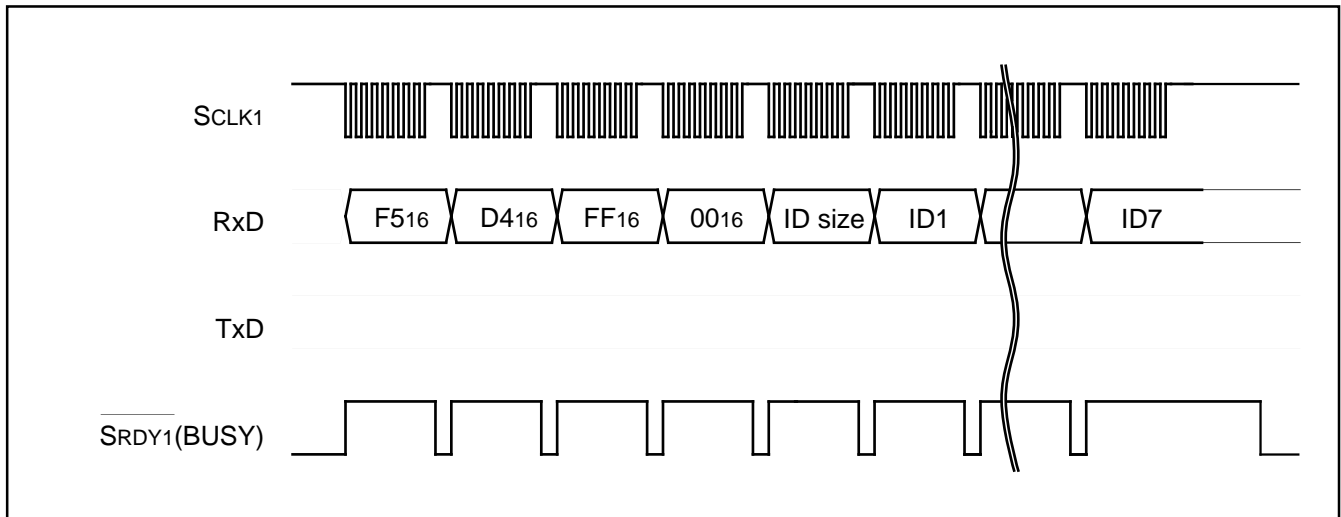 SCLK1
RxD
F516 D416 FF16 0016 ID size ID1 ID7
TxD
SRDY1(BUSY)